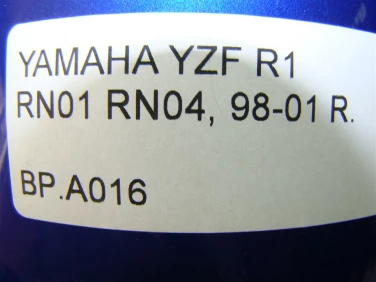 YAMAHA YZF R1
RN01 RN04, 98-01 R.
BP.A016